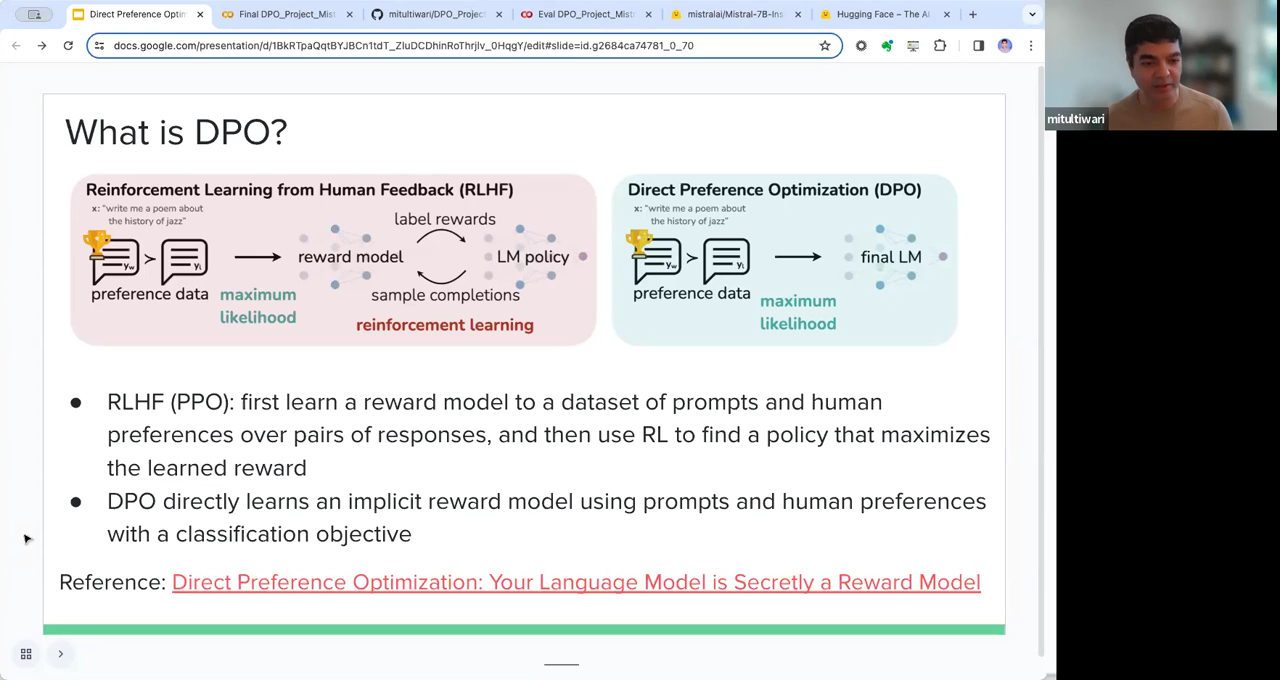 Direct Preference Optim
Final DPO_Project_Mist
mitultiwari/DPO_Project
Eval DPO_Project_Mist
mistralai/Mistral-7B-Ins
Hugging Face – The AI
docs.google.com/presentation/d/1BkRTpaQqtBYJBCn1tdT_ZluDCDhinRoThrjlv_0HqgY/edit#slide=id.g2684ca74781_0_70
mitultiwari
What is DPO?
Reinforcement Learning from Human Feedback (RLHF)
x: "write me a poem about
the history of jazz"
label rewards
yw
>
yl
reward model
LM policy
preference data
maximum
likelihood
sample completions
reinforcement learning
Direct Preference Optimization (DPO)
x: "write me a poem about
the history of jazz"
yw
>
yl
final LM
preference data
maximum
likelihood
● RLHF (PPO): first learn a reward model to a dataset of prompts and human
preferences over pairs of responses, and then use RL to find a policy that maximizes
the learned reward
● DPO directly learns an implicit reward model using prompts and human preferences
with a classification objective
Reference: Direct Preference Optimization: Your Language Model is Secretly a Reward Model